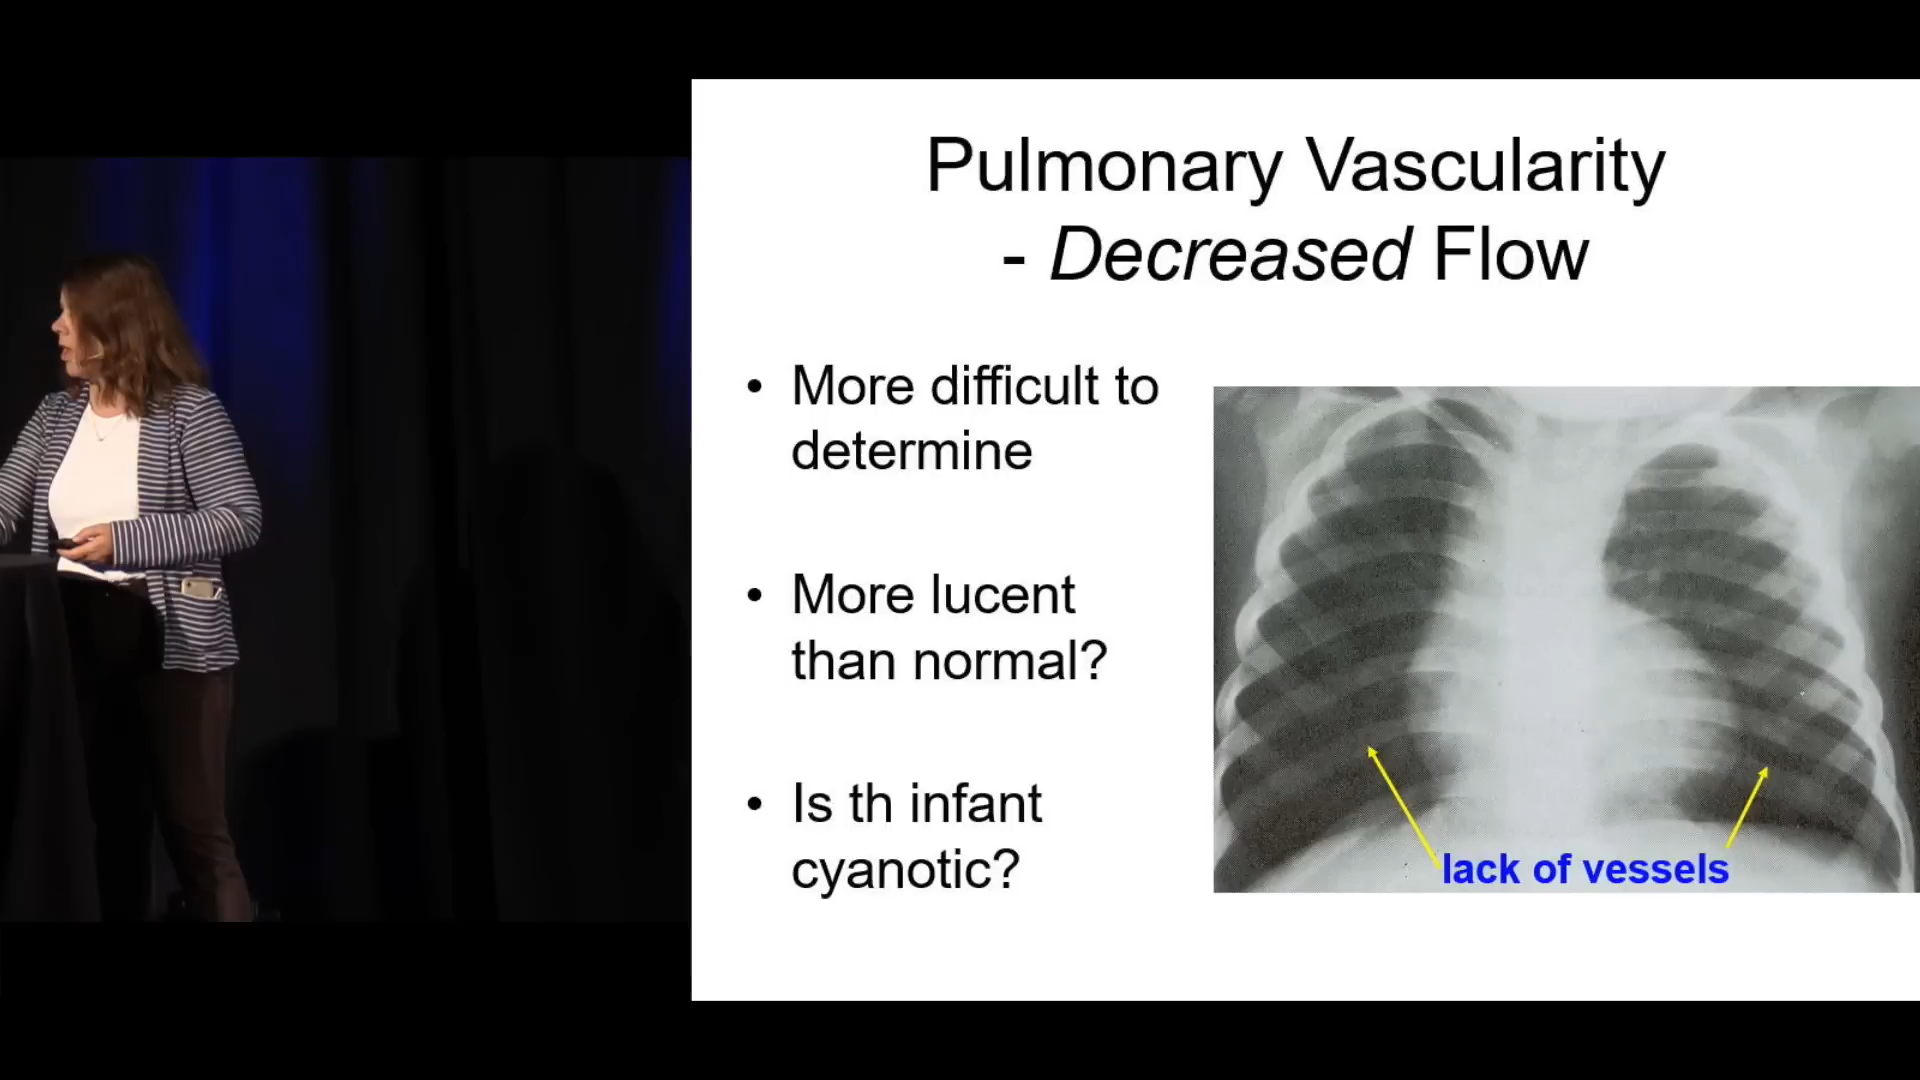 Pulmonary Vascularity
- Decreased Flow
• More difficult to
determine
• More lucent
than normal?
• Is th infant
cyanotic?
lack of vessels